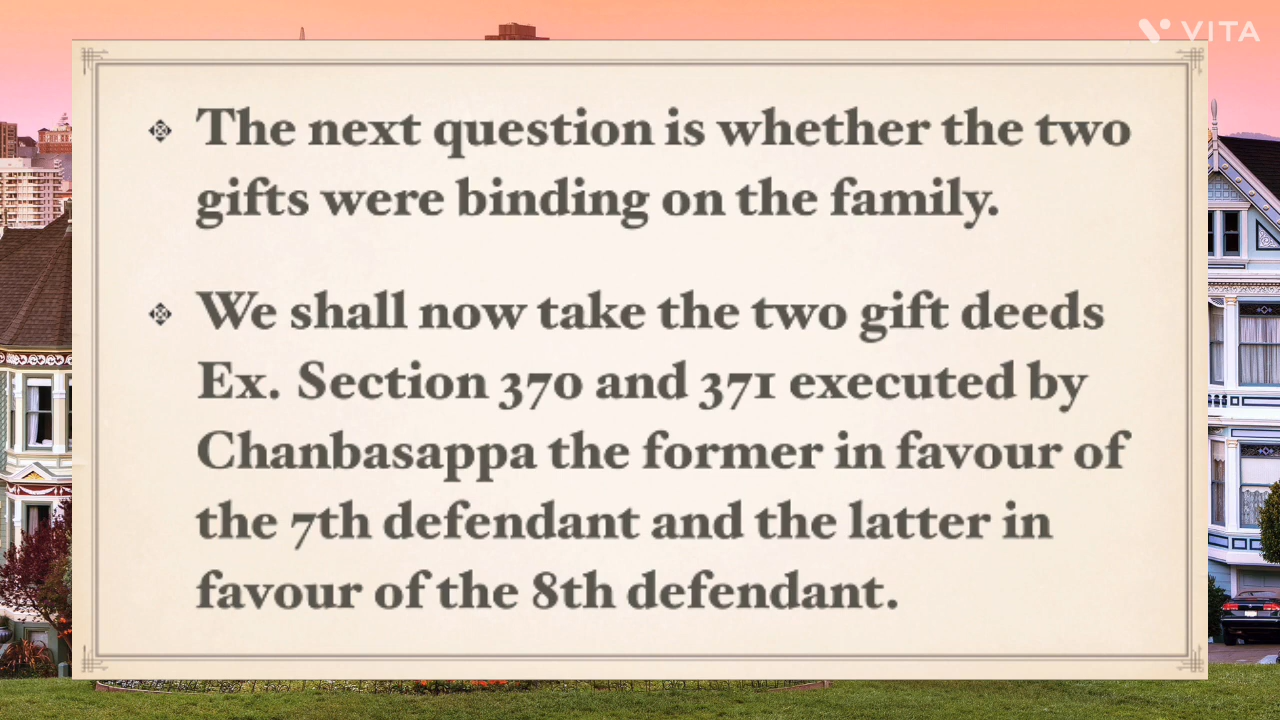 VITA
The next question is whether the two
gifts were binding on the family.
We shall now take the two gift deeds
Ex. Section 370 and 371 executed by
Chanbasappa the former in favour of
the 7th defendant and the latter in
favour of the 8th defendant.